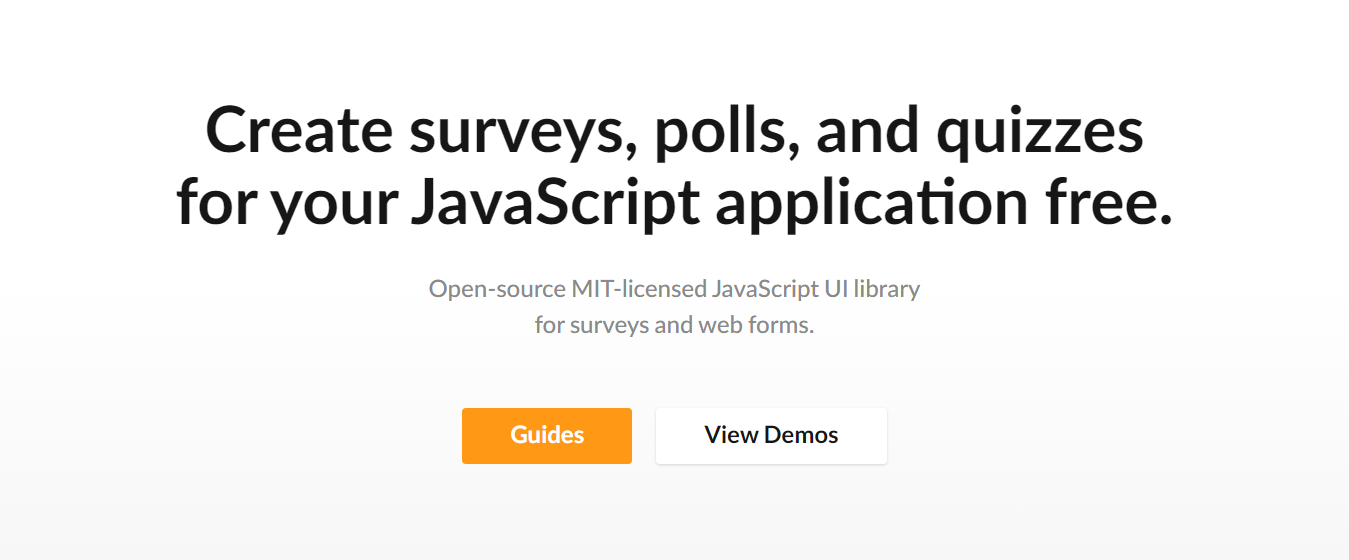 Create surveys, polls, and quizzes
for your JavaScript application free.
Open-source MIT-licensed JavaScript UI library
for surveys and web forms.
Guides
View Demos